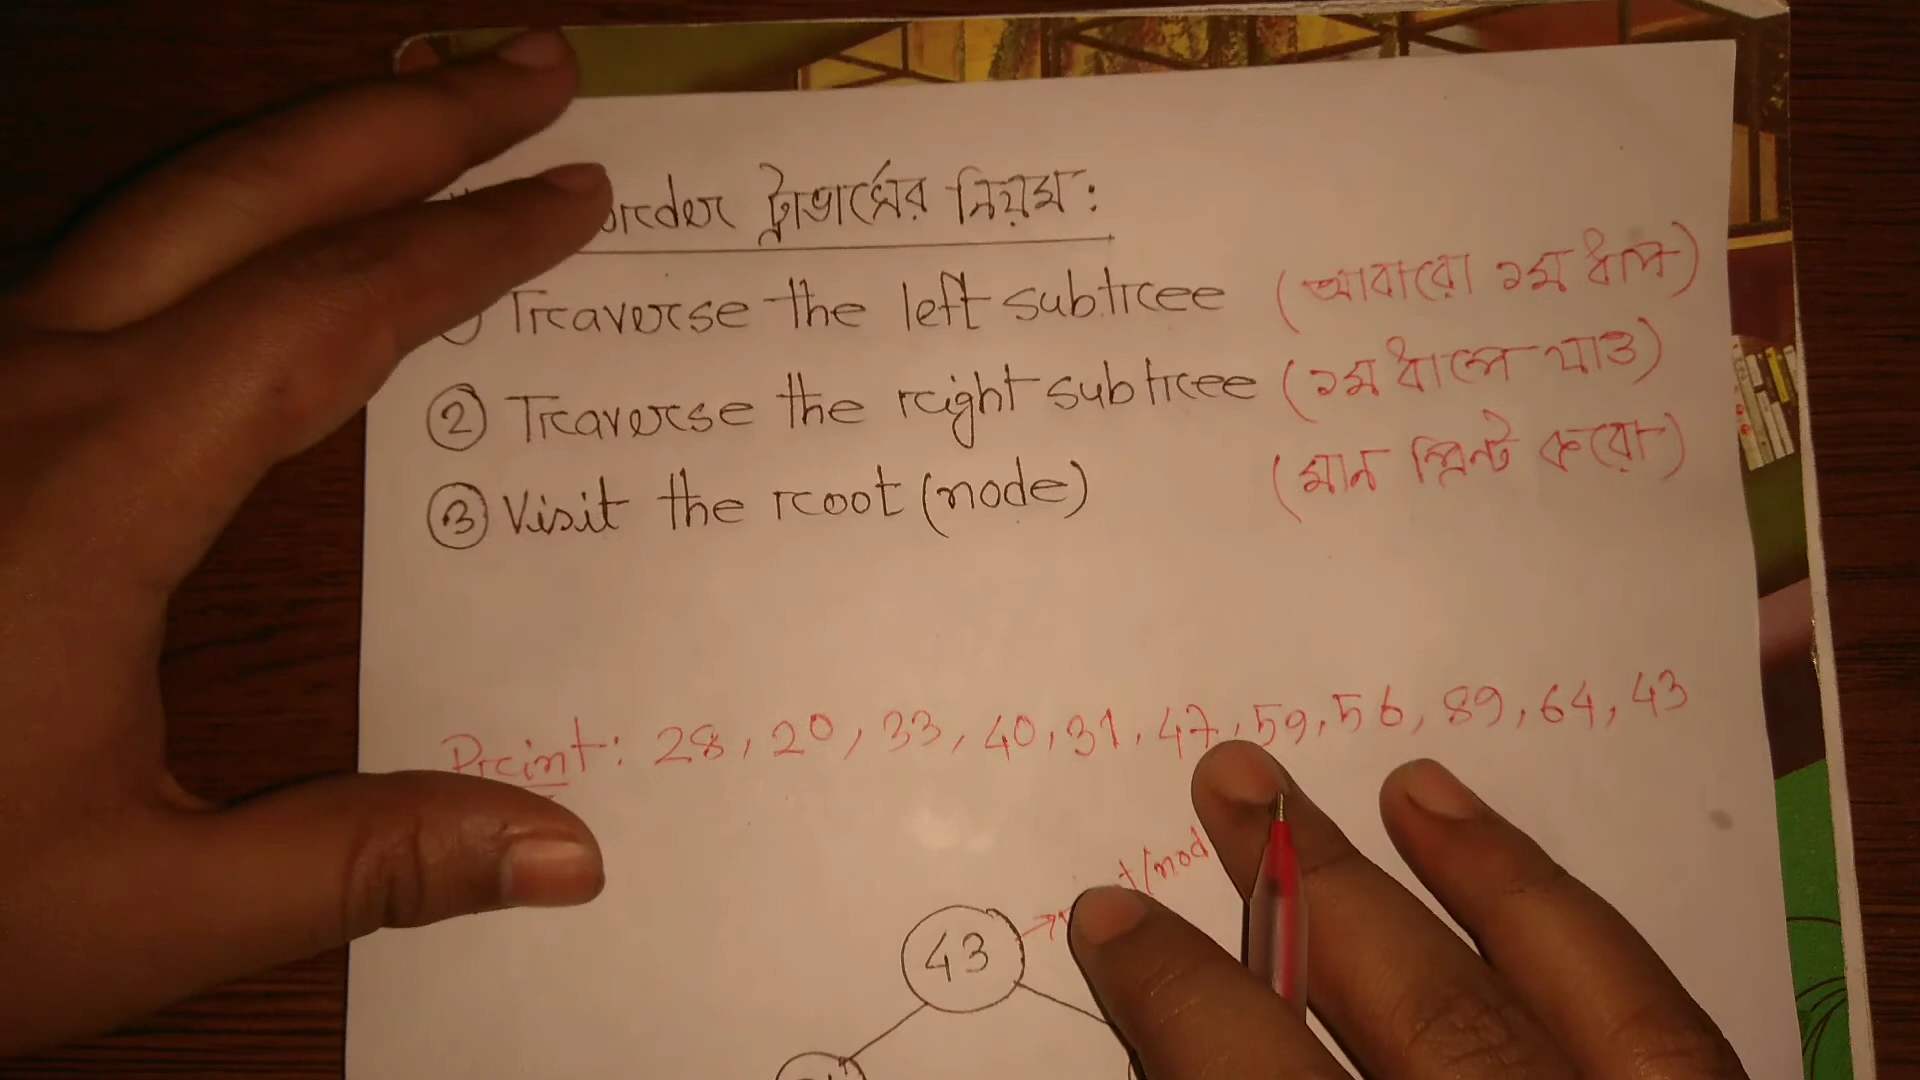 order ট্রাভার্সের নিয়ম:
Traverse the left subtree (আবারো ১ম ধাপ)
② Traverse the right subtree (১ম ধাপে যাও)
③ Visit the root (node) (মান প্রিন্ট করো)
Print: 28, 20, 33, 40, 31, 47, 59, 56, 89, 64, 43
43